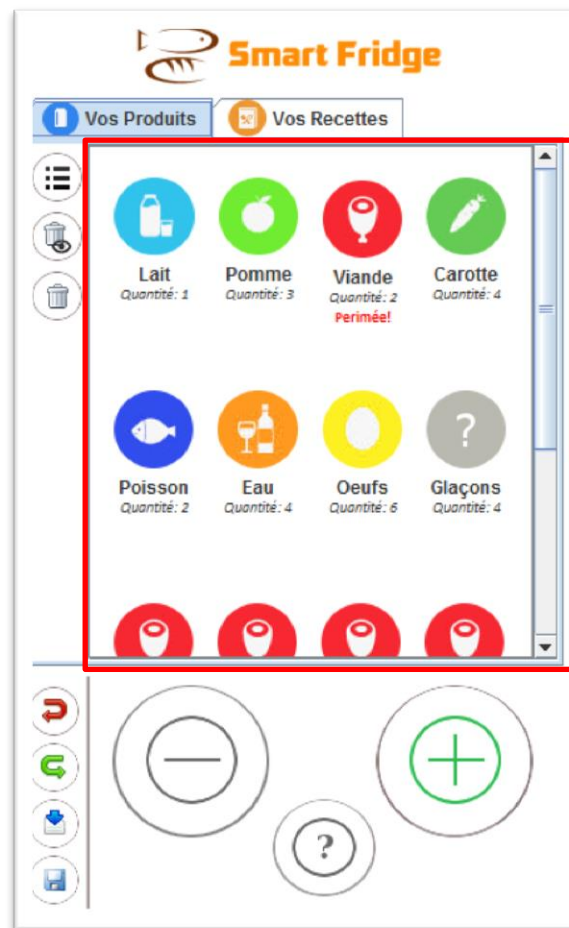 Smart Fridge
Vos Produits
Vos Recettes
Lait
Quantité: 1
Pomme
Quantité: 3
Viande
Quantité: 2
Perimée!
Carotte
Quantité: 4
Poisson
Quantité: 2
Eau
Quantité: 4
Oeufs
Quantité: 6
Glaçons
Quantité: 4